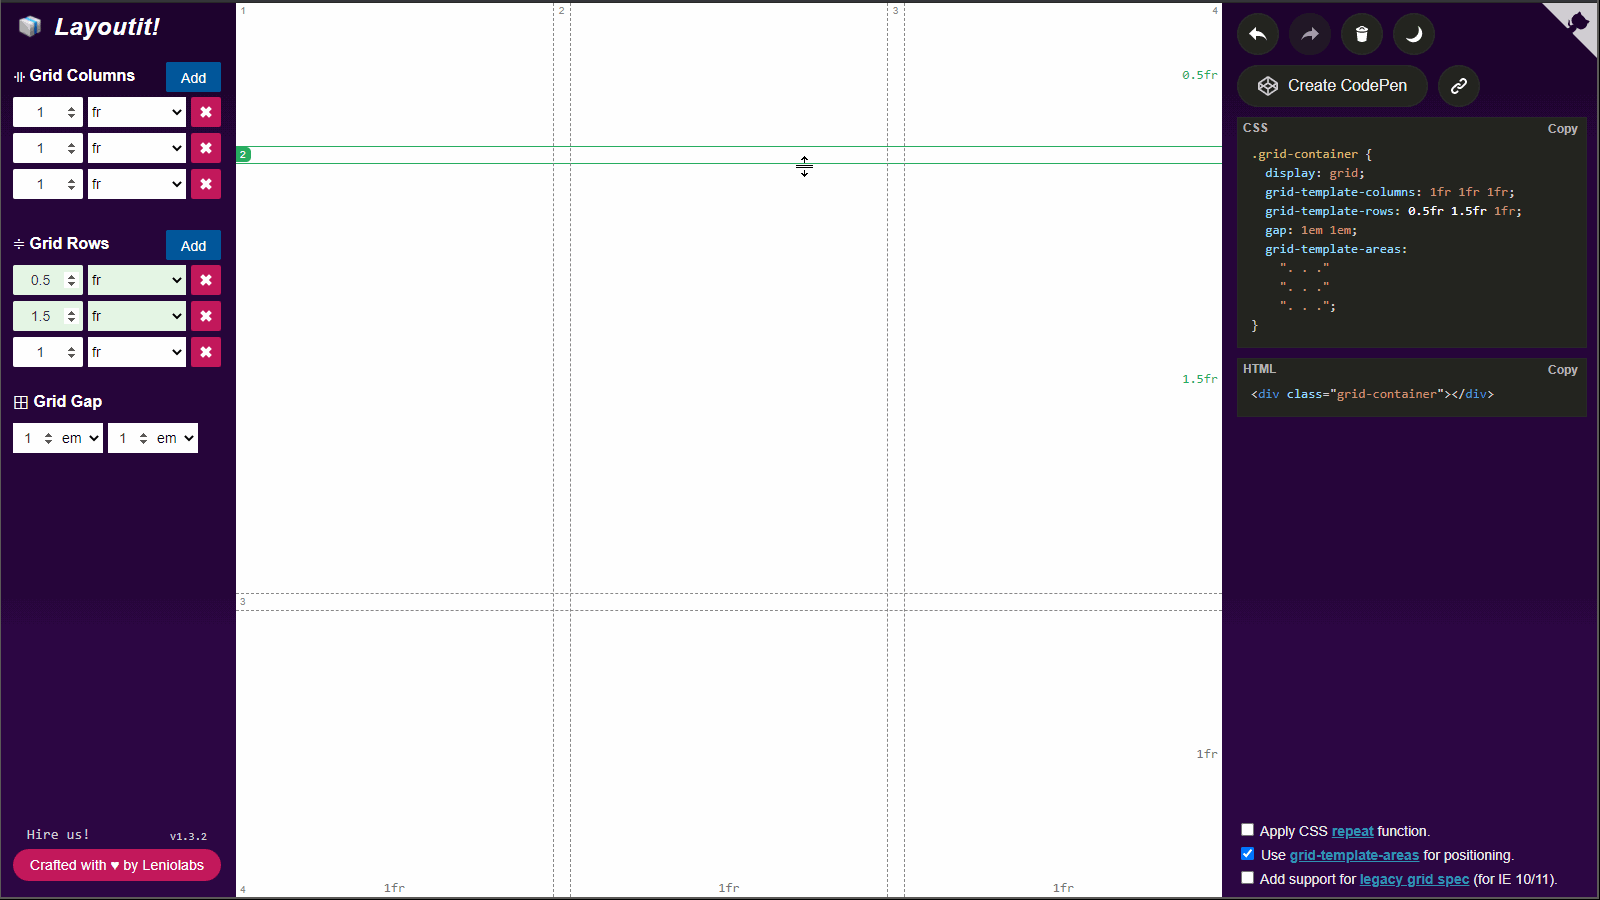 Layoutit!
Grid Columns
Add
1 fr
1 fr
1 fr
Grid Rows
Add
0.5 fr
1.5 fr
1 fr
Grid Gap
1 em 1 em
Hire us!
v1.3.2
Crafted with ♥ by Leniolabs
1 2 3 4
0.5fr
2
1.5fr
3
1fr
4
1fr 1fr 1fr
Create CodePen
CSS
Copy
.grid-container {
display: grid;
grid-template-columns: 1fr 1fr 1fr;
grid-template-rows: 0.5fr 1.5fr 1fr;
gap: 1em 1em;
grid-template-areas:
". . ."
". . ."
". . .";
}
HTML
Copy
<div class="grid-container"></div>
Apply CSS repeat function.
Use grid-template-areas for positioning.
Add support for legacy grid spec (for IE 10/11).